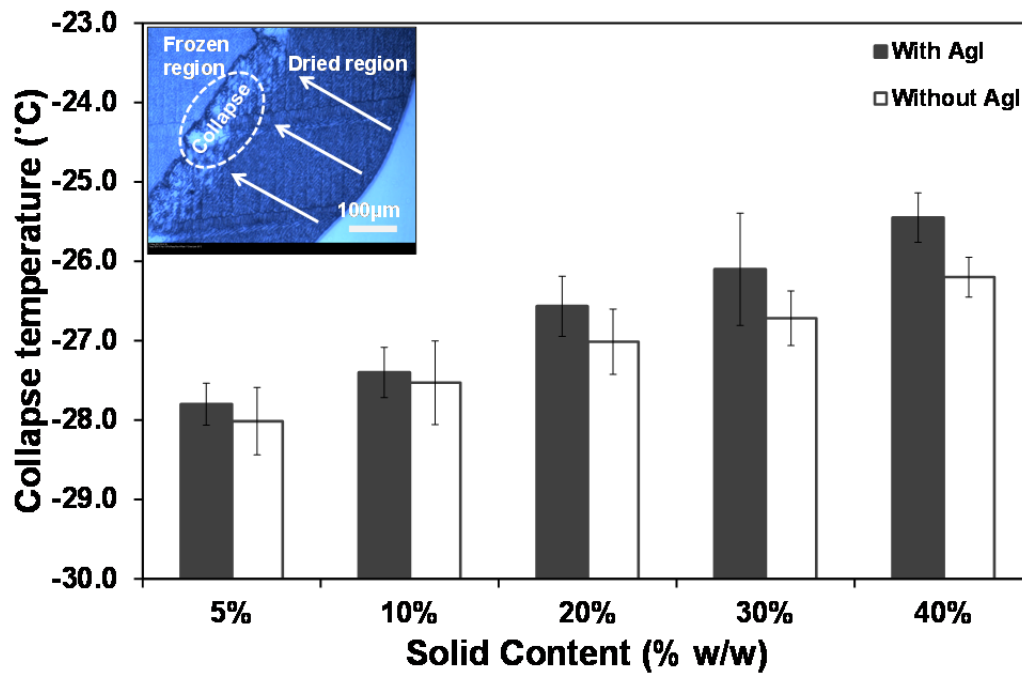 -23.0
-24.0
-25.0
-26.0
-27.0
-28.0
-29.0
-30.0
Collapse temperature (˚C)
Frozen
region
Dried region
Collapse
100µm
With AgI
Without AgI
5% 10% 20% 30% 40%
Solid Content (% w/w)